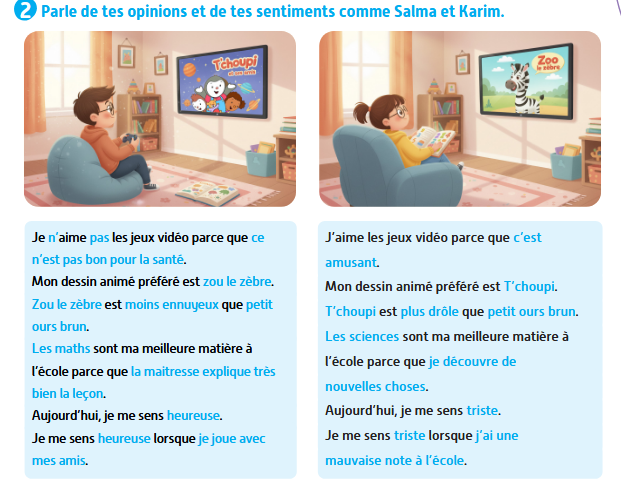 2 Parle de tes opinions et de tes sentiments comme Salma et Karim.
T'choupi
et ses amis
Zoo
le zèbre
Je n'aime pas les jeux vidéo parce que ce
n'est pas bon pour la santé.
Mon dessin animé préféré est zou le zèbre.
Zou le zèbre est moins ennuyeux que petit
ours brun.
Les maths sont ma meilleure matière à
l'école parce que la maitresse explique très
bien la leçon.
Aujourd'hui, je me sens heureuse.
Je me sens heureuse lorsque je joue avec
mes amis.
J'aime les jeux vidéo parce que c'est
amusant.
Mon dessin animé préféré est T'choupi.
T'choupi est plus drôle que petit ours brun.
Les sciences sont ma meilleure matière à
l'école parce que je découvre de
nouvelles choses.
Aujourd'hui, je me sens triste.
Je me sens triste lorsque j'ai une
mauvaise note à l'école.